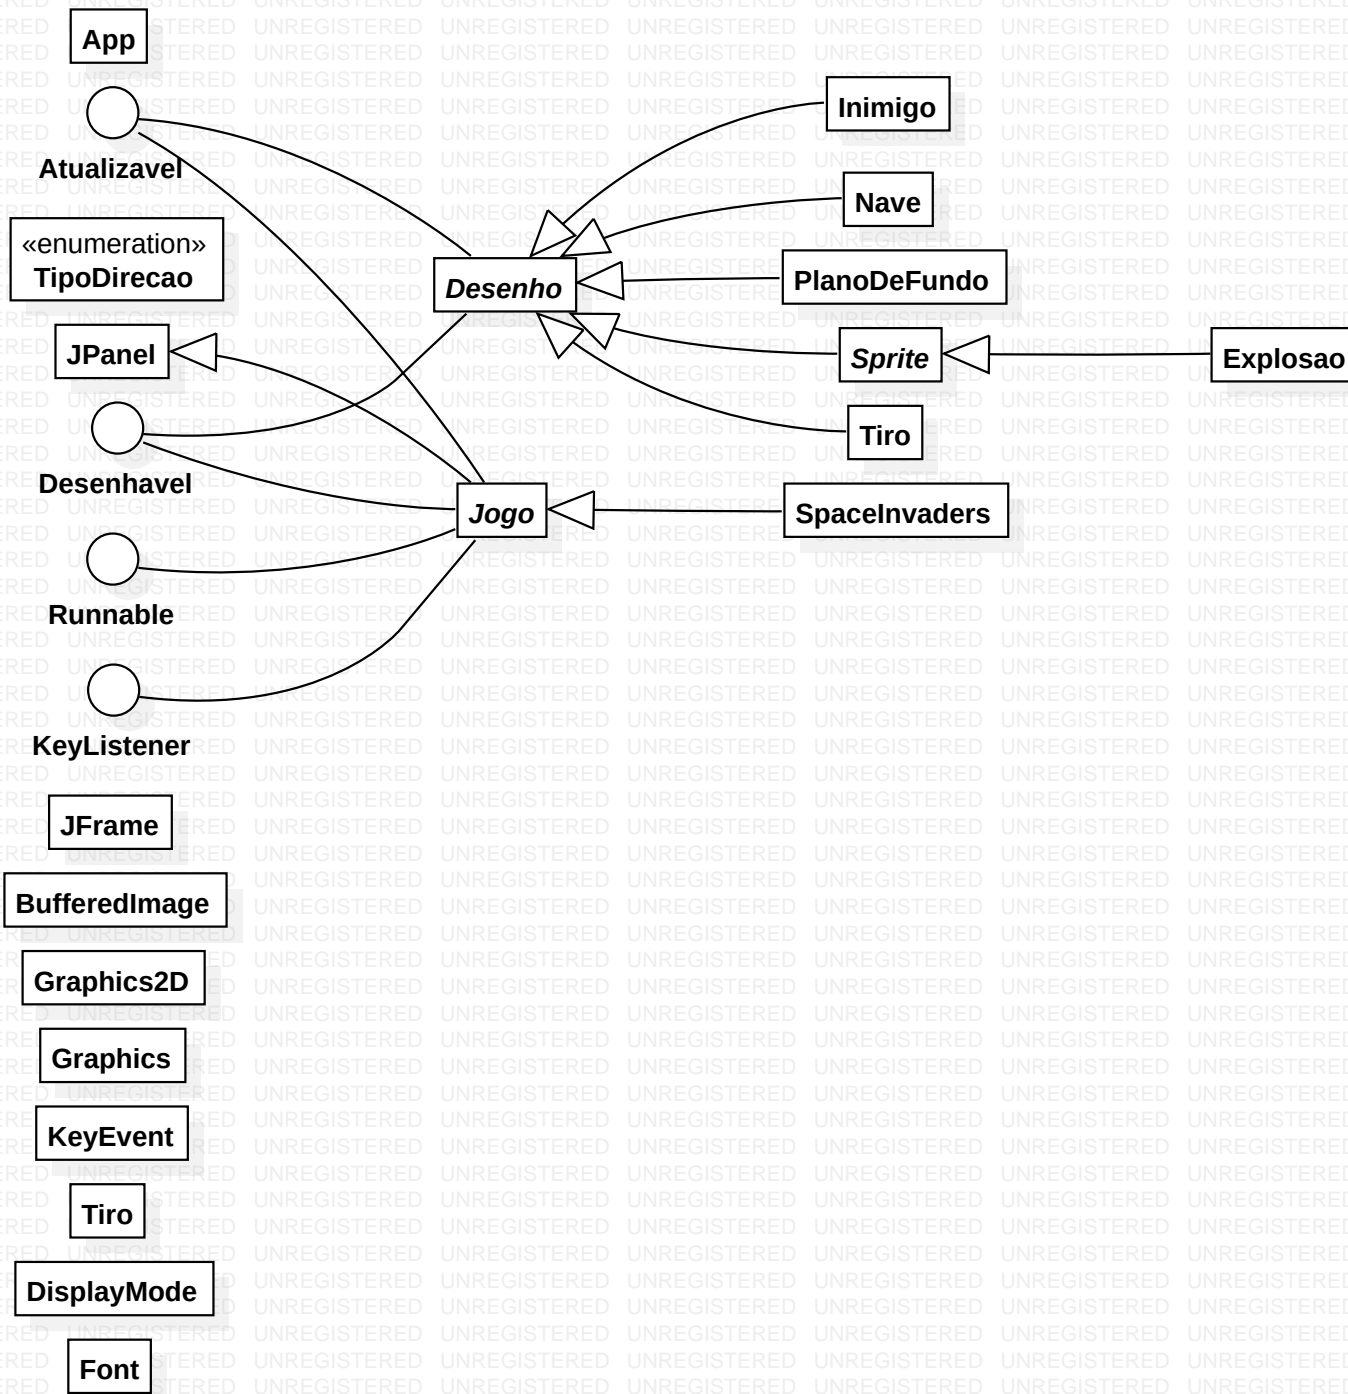 App
Atualizavel
«enumeration»
TipoDirecao
JPanel
Desenhavel
Runnable
KeyListener
JFrame
BufferedImage
Graphics2D
Graphics
KeyEvent
Tiro
DisplayMode
Font
Desenho
Jogo
Inimigo
Nave
PlanoDeFundo
Sprite
Tiro
SpaceInvaders
Explosao
UNREGISTERED